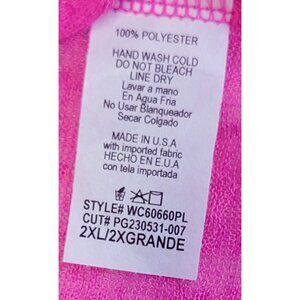 100% POLYESTER
HAND WASH COLD
DO NOT BLEACH
LINE DRY
Lavar a mano
En Agua Fria
No Usar Blanqueador
Secar Colgado
MADE IN U.S.A
with imported fabric
HECHO EN E.U.A
con tela importada
STYLE# WC60660PL
CUT# PG230531-007
2XL/2XGRANDE